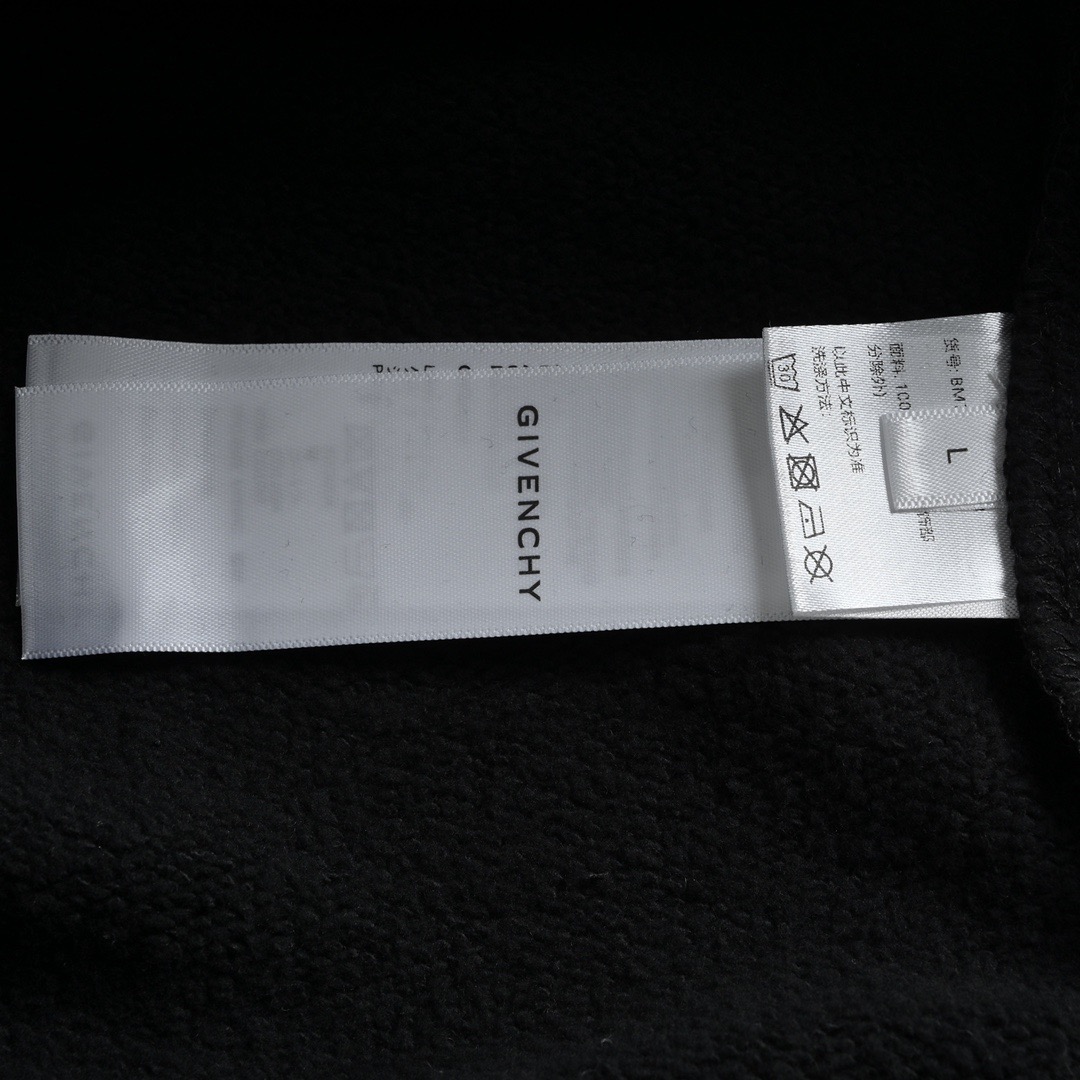 GIVENCHY
货号: BM
面料: 100
分除外)
以此中文标识为准
洗涤方法:
30
L